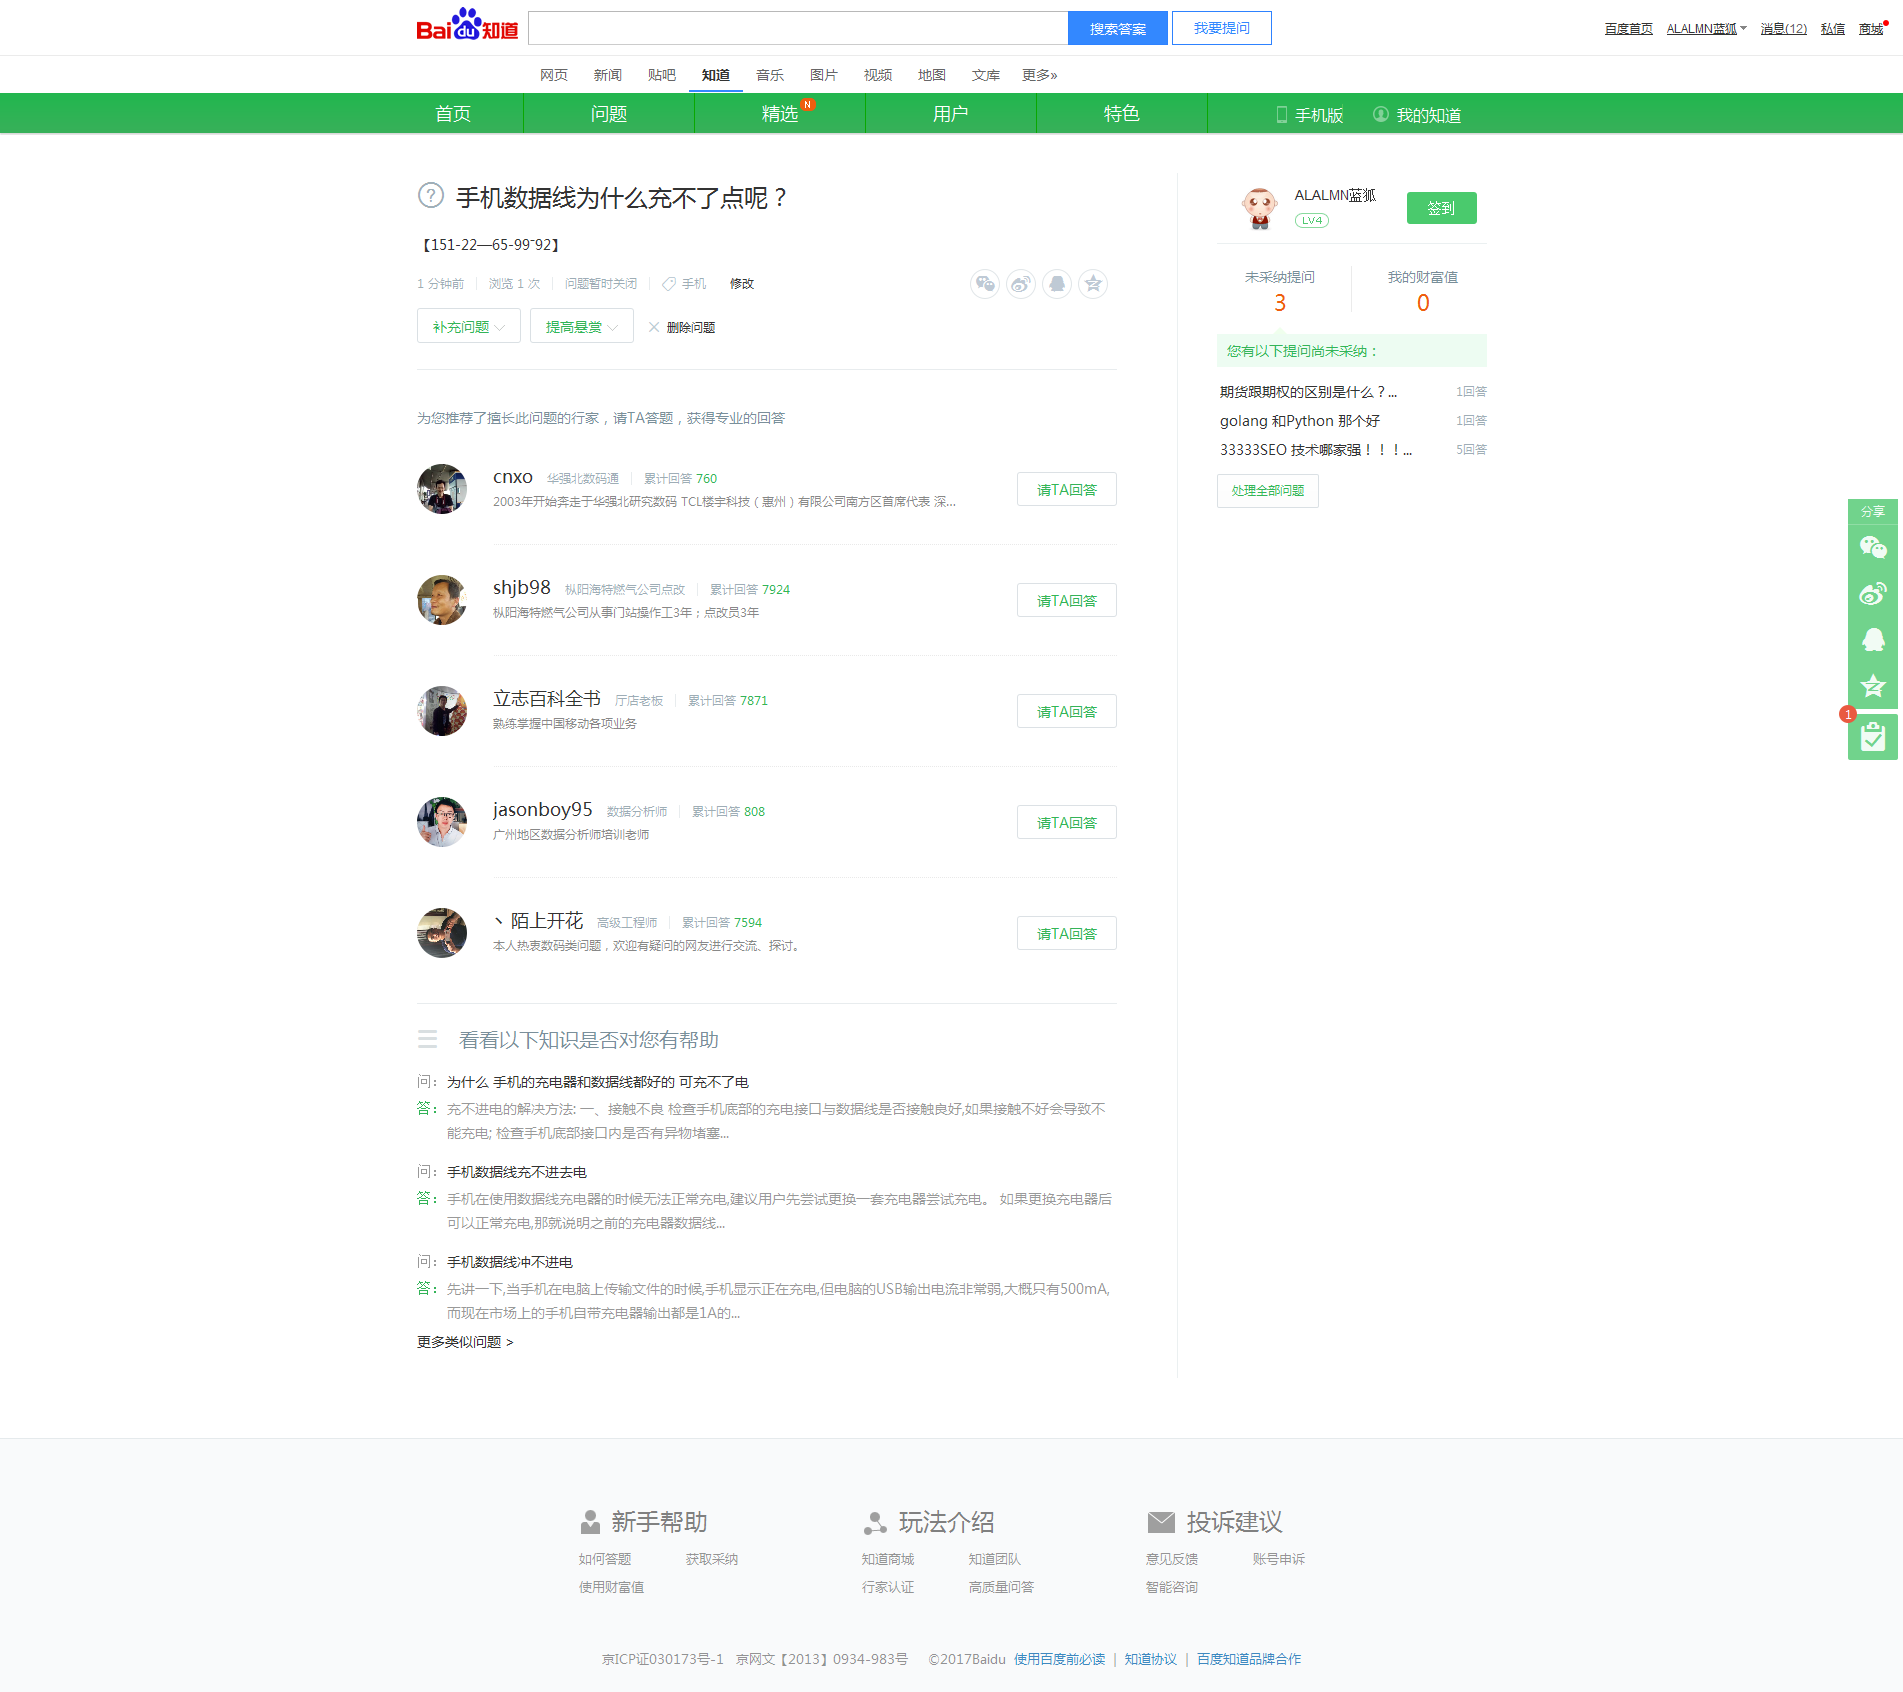 Bai du 知道
搜索答案 我要提问
百度首页 ALALMN蓝狐 消息(12) 私信 商城
网页 新闻 贴吧 知道 音乐 图片 视频 地图 文库 更多»
首页 问题 精选 N 用户 特色 手机版 我的知道
? 手机数据线为什么充不了点呢？
【151-22—65-99ˉ92】
1 分钟前 浏览 1 次 问题暂时关闭 手机 修改
补充问题 提高悬赏 删除问题
为您推荐了擅长此问题的行家，请TA答题，获得专业的回答
cnxo 华强北数码通 累计回答 760
2003年开始奔走于华强北研究数码 TCL楼宇科技（惠州）有限公司南方区首席代表 深...
请TA回答
shjb98 枞阳海特燃气公司点改 累计回答 7924
枞阳海特燃气公司从事门站操作工3年；点改员3年
请TA回答
立志百科全书 厅店老板 累计回答 7871
熟练掌握中国移动各项业务
请TA回答
jasonboy95 数据分析师 累计回答 808
广州地区数据分析师培训老师
请TA回答
丶陌上开花 高级工程师 累计回答 7594
本人热衷数码类问题，欢迎有疑问的网友进行交流、探讨。
请TA回答
看看以下知识是否对您有帮助
问： 为什么 手机的充电器和数据线都好的 可充不了电
答： 充不进电的解决方法: 一、接触不良 检查手机底部的充电接口与数据线是否接触良好,如果接触不好会导致不
能充电; 检查手机底部接口内是否有异物堵塞...
问： 手机数据线充不进去电
答： 手机在使用数据线充电器的时候无法正常充电,建议用户先尝试更换一套充电器尝试充电。 如果更换充电器后
可以正常充电,那就说明之前的充电器数据线...
问： 手机数据线冲不进电
答： 先讲一下,当手机在电脑上传输文件的时候,手机显示正在充电,但电脑的USB输出电流非常弱,大概只有500mA,
而现在市场上的手机自带充电器输出都是1A的...
更多类似问题 >
ALALMN蓝狐
LV4
签到
未采纳提问 我的财富值
3 0
您有以下提问尚未采纳：
期货跟期权的区别是什么？... 1回答
golang 和Python 那个好 1回答
33333SEO 技术哪家强！！！... 5回答
处理全部问题
分享
1
新手帮助 玩法介绍 投诉建议
如何答题 获取采纳 知道商城 知道团队 意见反馈 账号申诉
使用财富值 行家认证 高质量问答 智能咨询
京ICP证030173号-1 京网文【2013】0934-983号 ©2017Baidu 使用百度前必读 | 知道协议 | 百度知道品牌合作